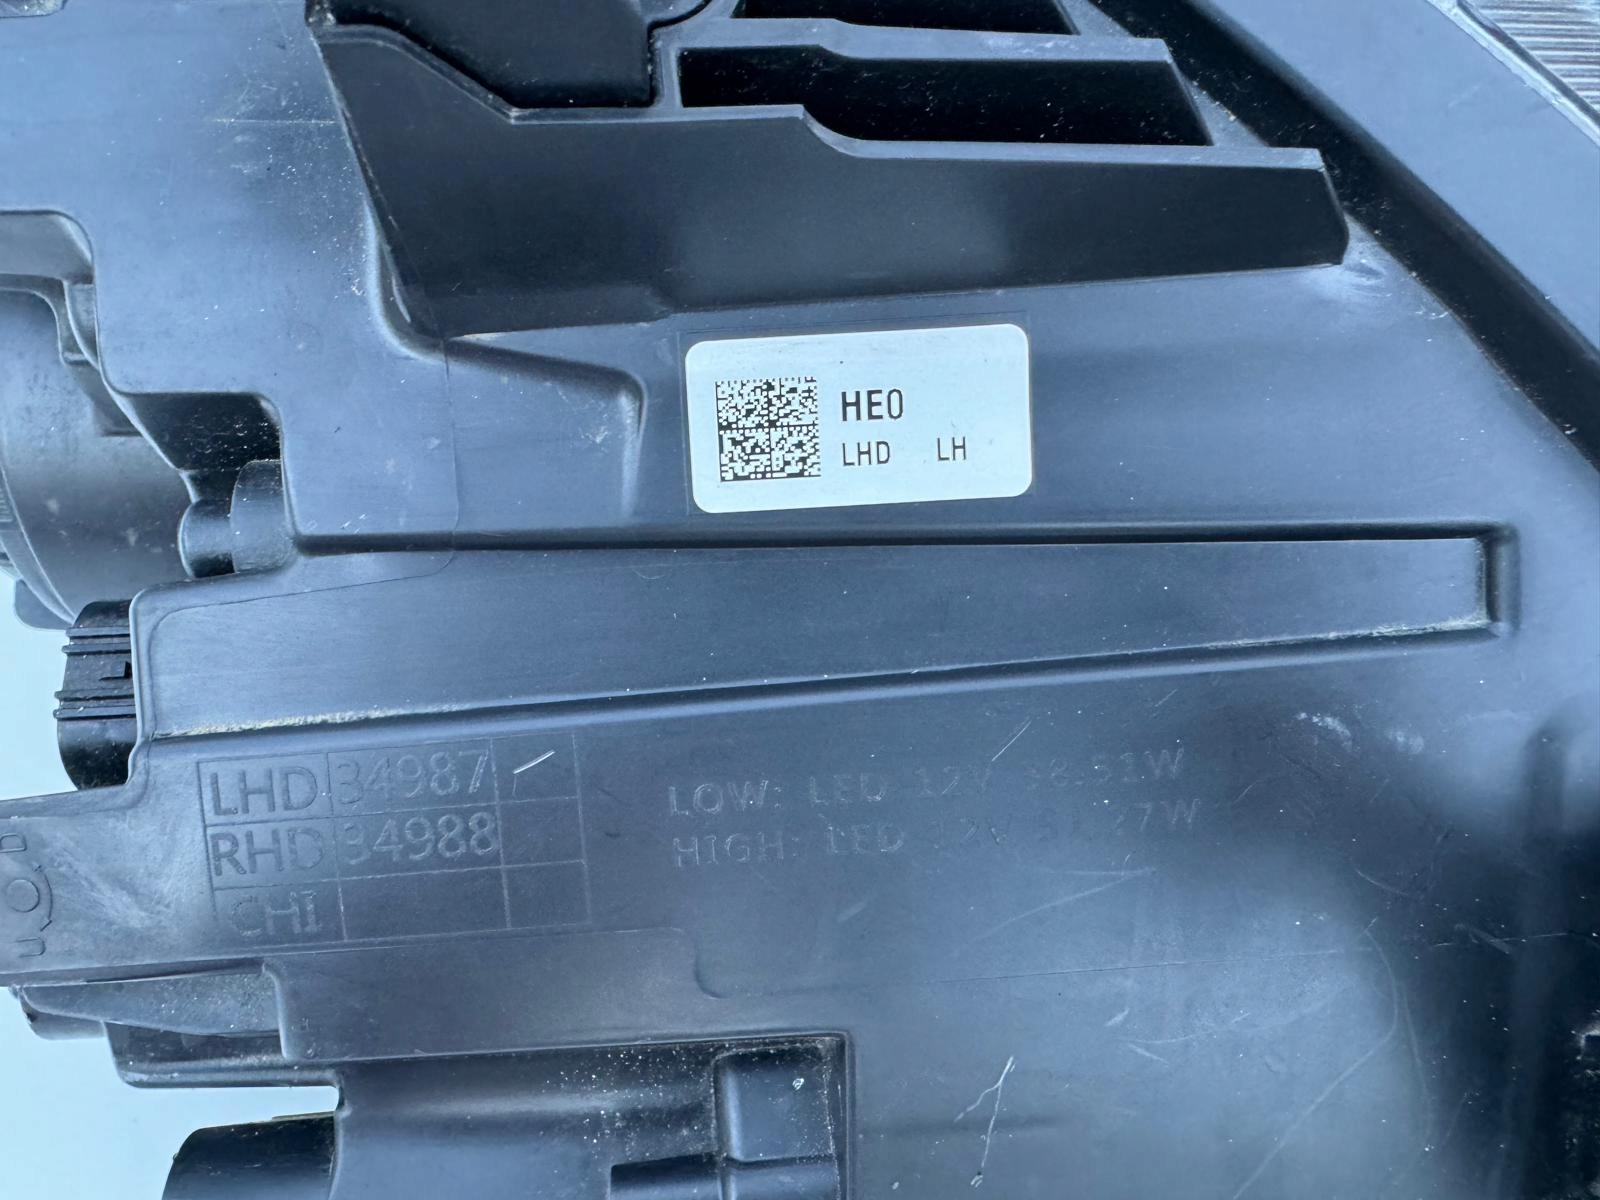 HE0
LHD LH
LHD 34987
RHD 34988
CHI
LOW: LED 12V
HIGH: LED 12V
U D